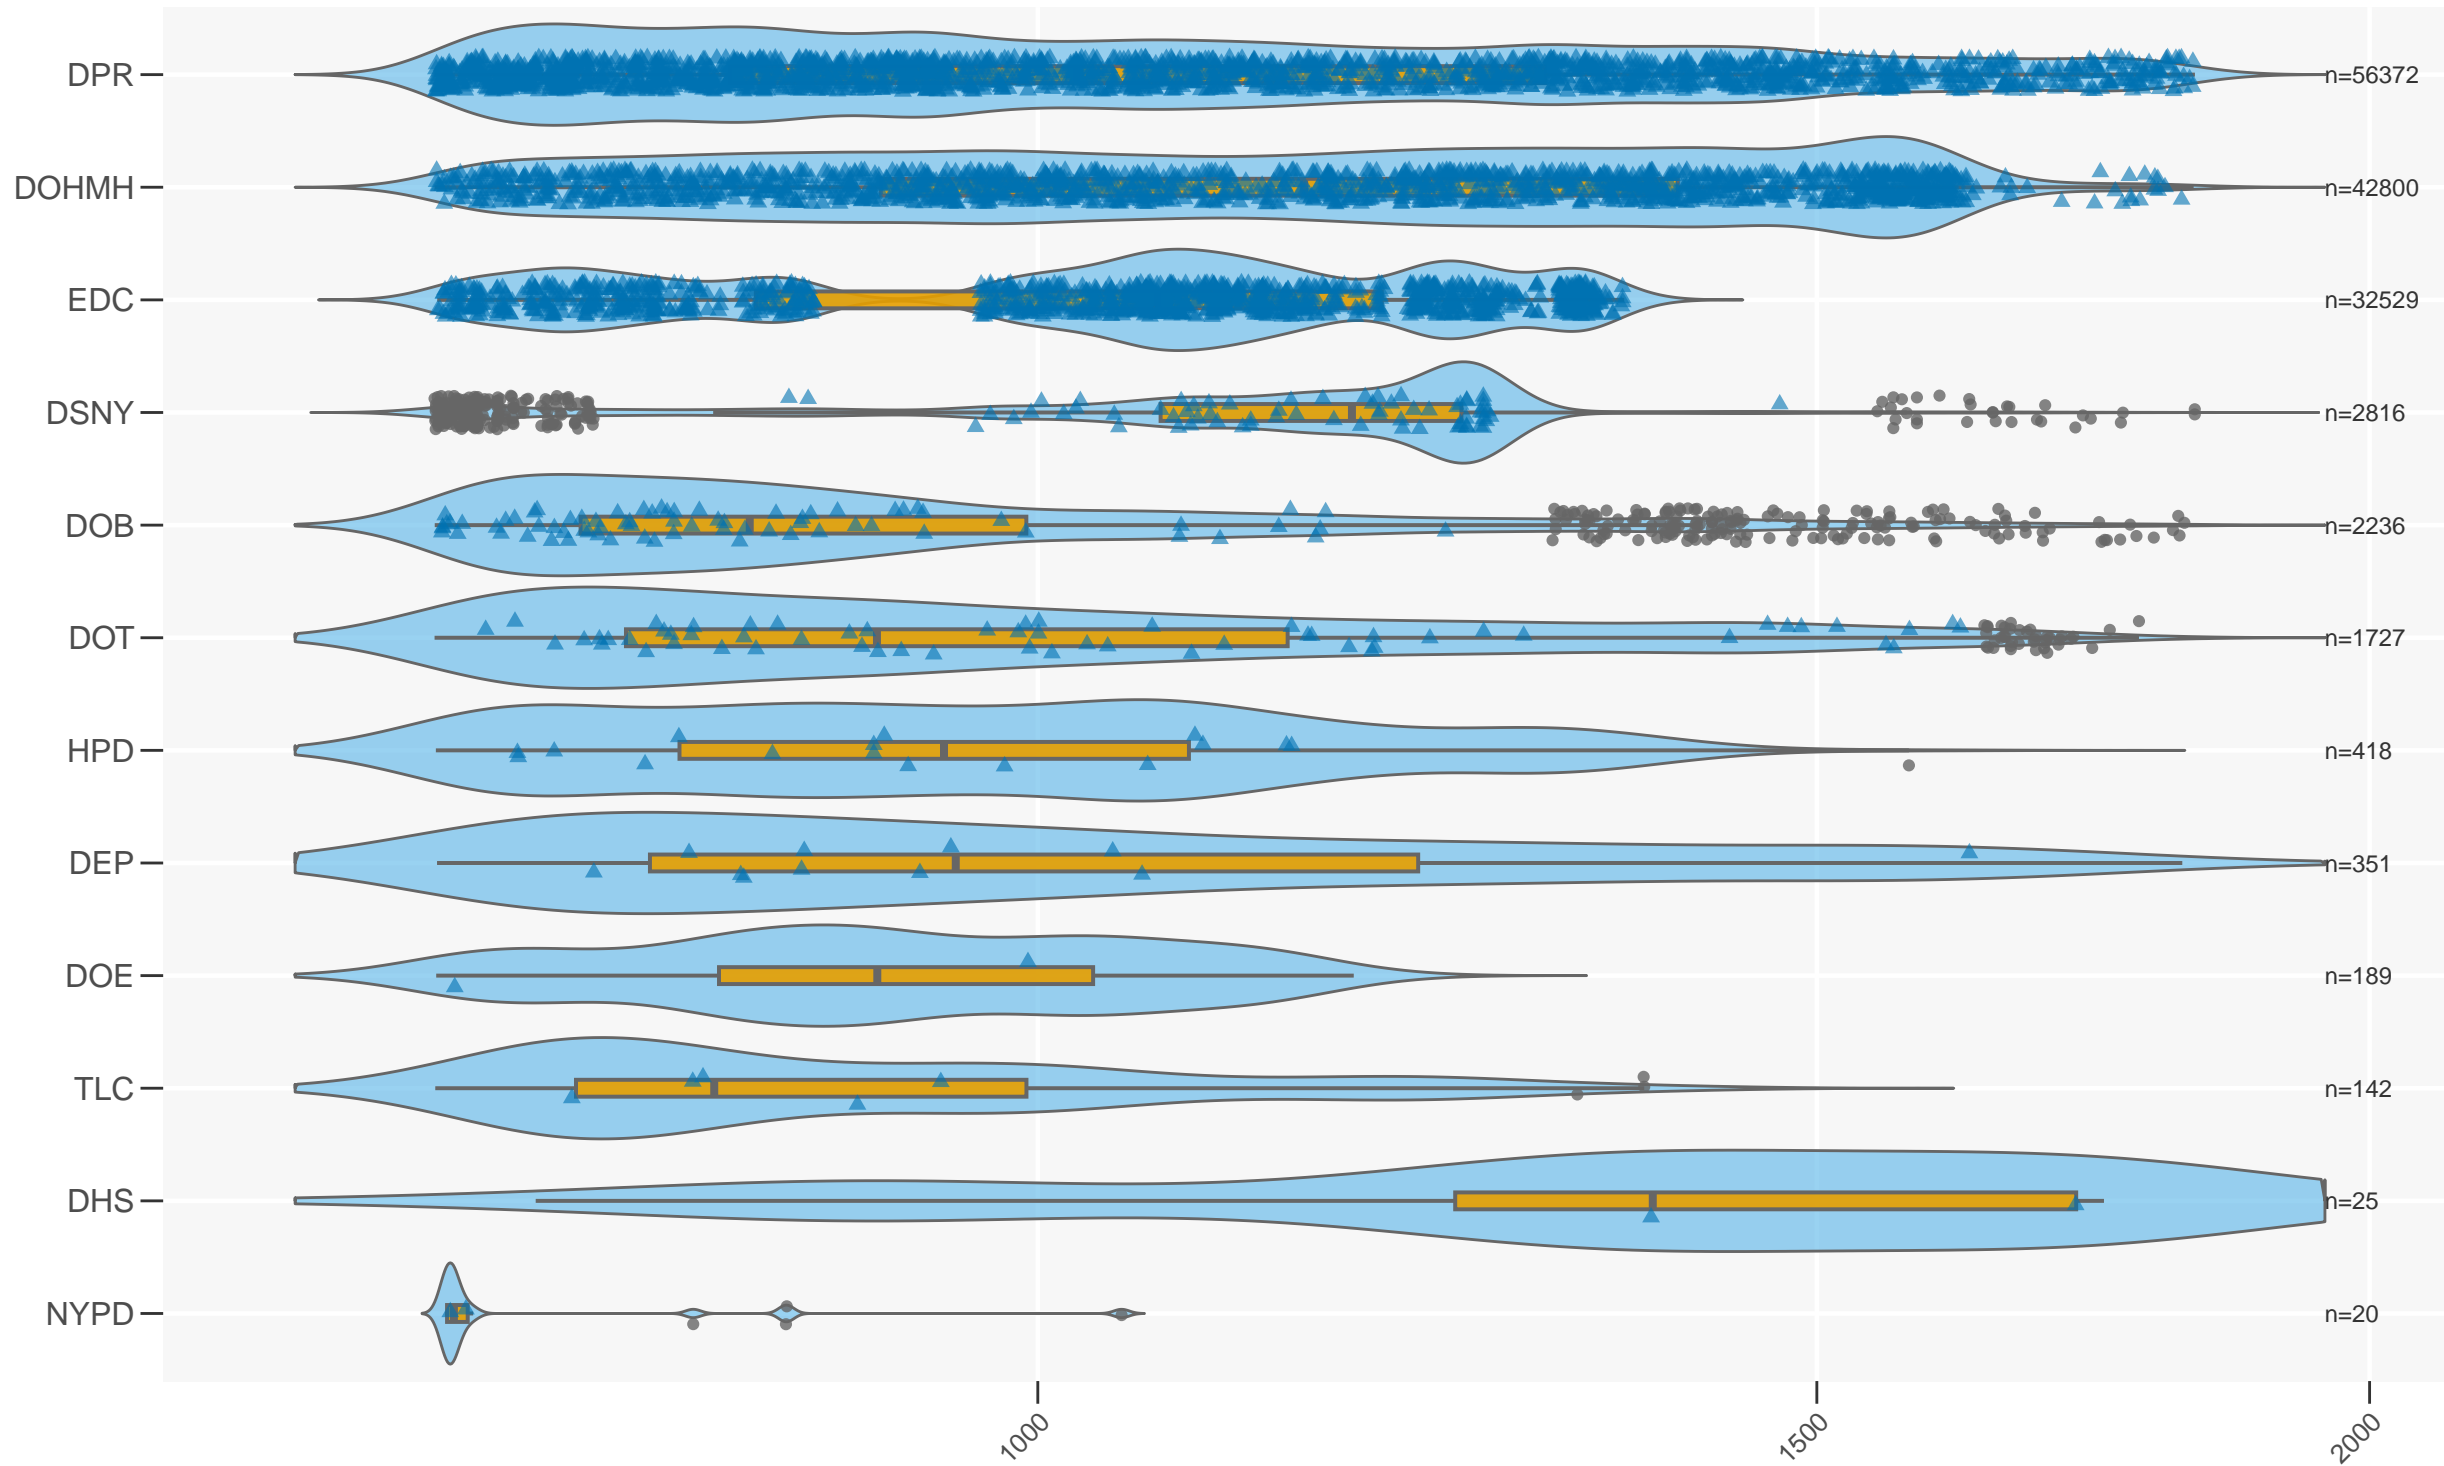 DPR n=56372
DOHMH n=42800
EDC n=32529
DSNY n=2816
DOB n=2236
DOT n=1727
HPD n=418
DEP n=351
DOE n=189
TLC n=142
DHS n=25
NYPD n=20
1000 1500 2000